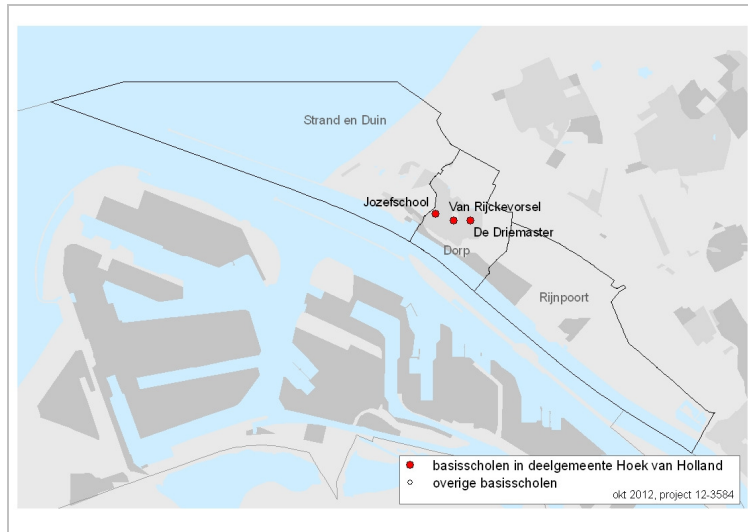 Strand en Duin
Jozefschool
Van Rijckevorsel
De Driemaster
Dorp
Rijnpoort
basisscholen in deelgemeente Hoek van Holland
overige basisscholen
okt 2012, project 12-3584